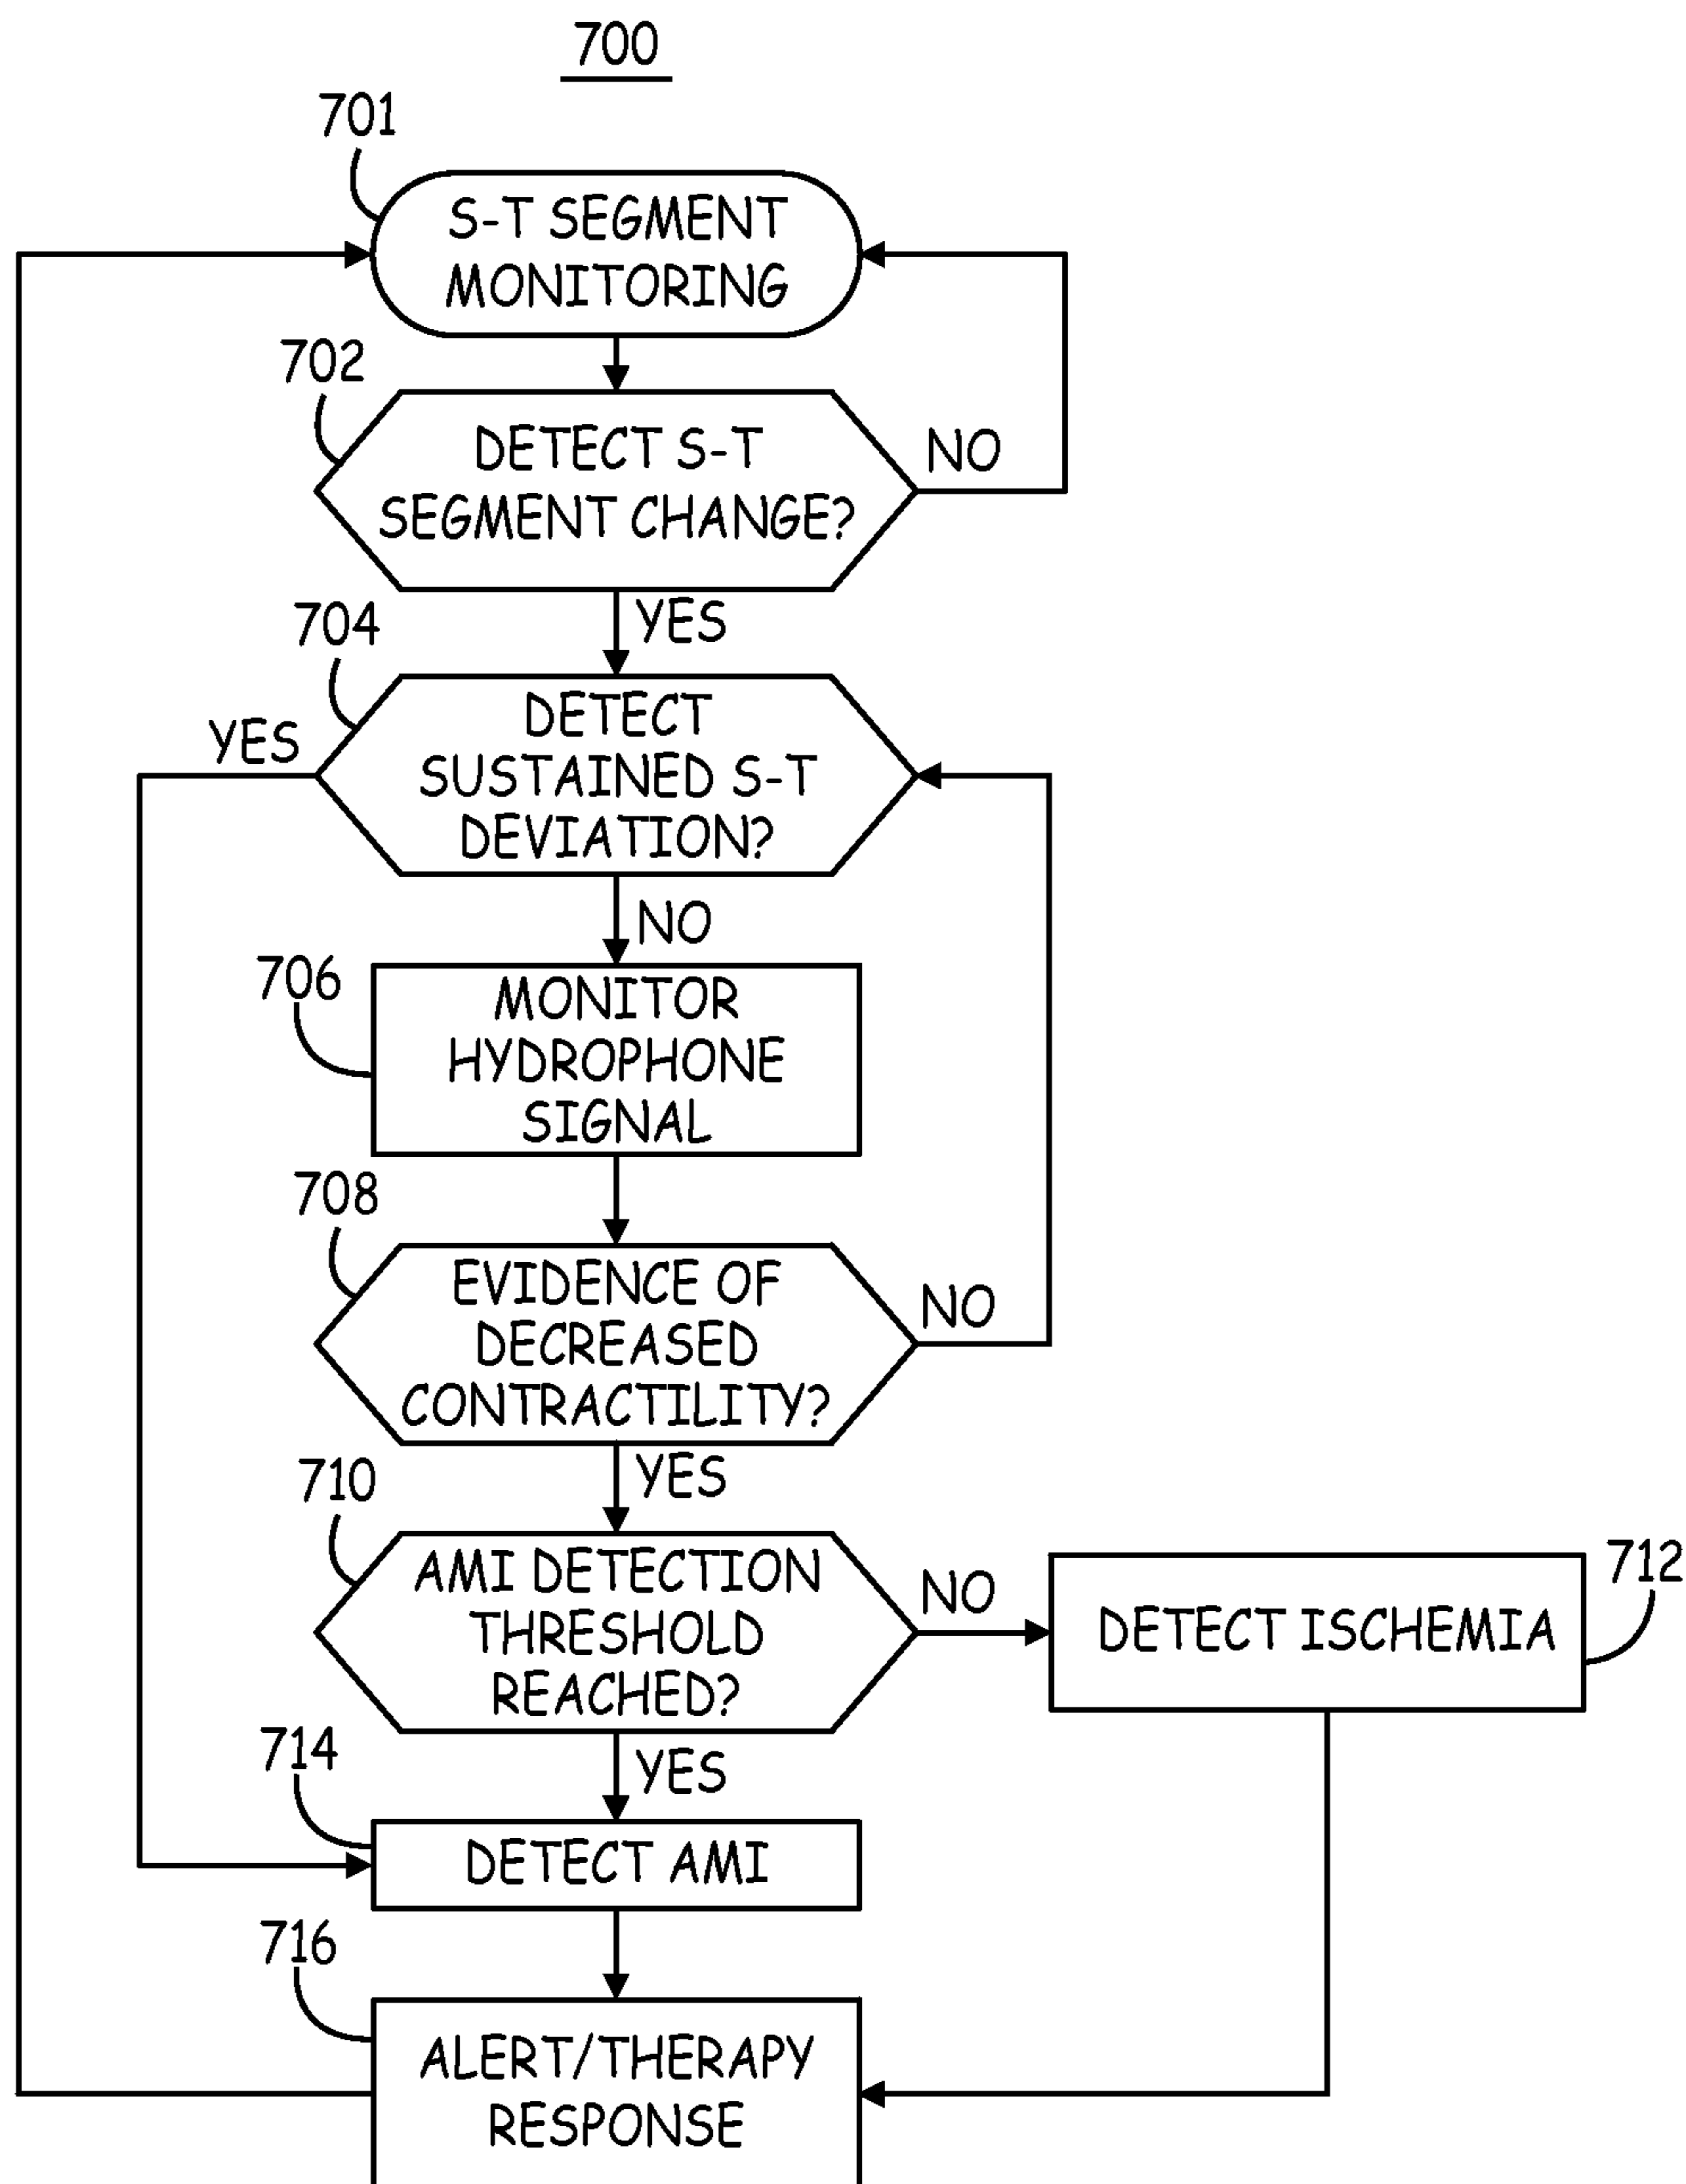 700
701
S-T SEGMENT
MONITORING
702
DETECT S-T
SEGMENT CHANGE?
NO
YES
704
DETECT
SUSTAINED S-T
DEVIATION?
YES
NO
706
MONITOR
HYDROPHONE
SIGNAL
708
EVIDENCE OF
DECREASED
CONTRACTILITY?
NO
YES
710
AMI DETECTION
THRESHOLD
REACHED?
NO
712
DETECT ISCHEMIA
YES
714
DETECT AMI
716
ALERT/THERAPY
RESPONSE